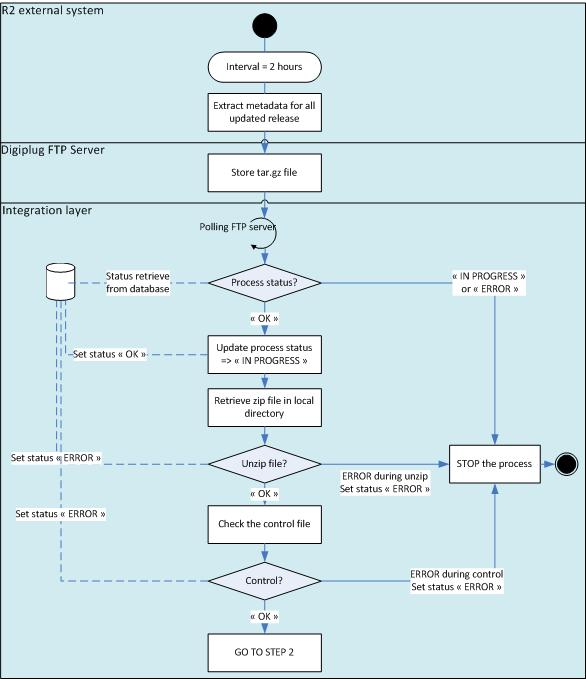 R2 external system
Interval = 2 hours
Extract metadata for all
updated release
Digiplug FTP Server
Store tar.gz file
Integration layer
Polling FTP server
Status retrieve
from database
Process status?
« IN PROGRESS »
or « ERROR »
« OK »
Set status « OK »
Update process status
=> « IN PROGRESS »
Retrieve zip file in local
directory
Set status « ERROR »
Unzip file?
STOP the process
ERROR during unzip
Set status « ERROR »
« OK »
Set status « ERROR »
Check the control file
Control?
ERROR during control
Set status « ERROR »
« OK »
GO TO STEP 2